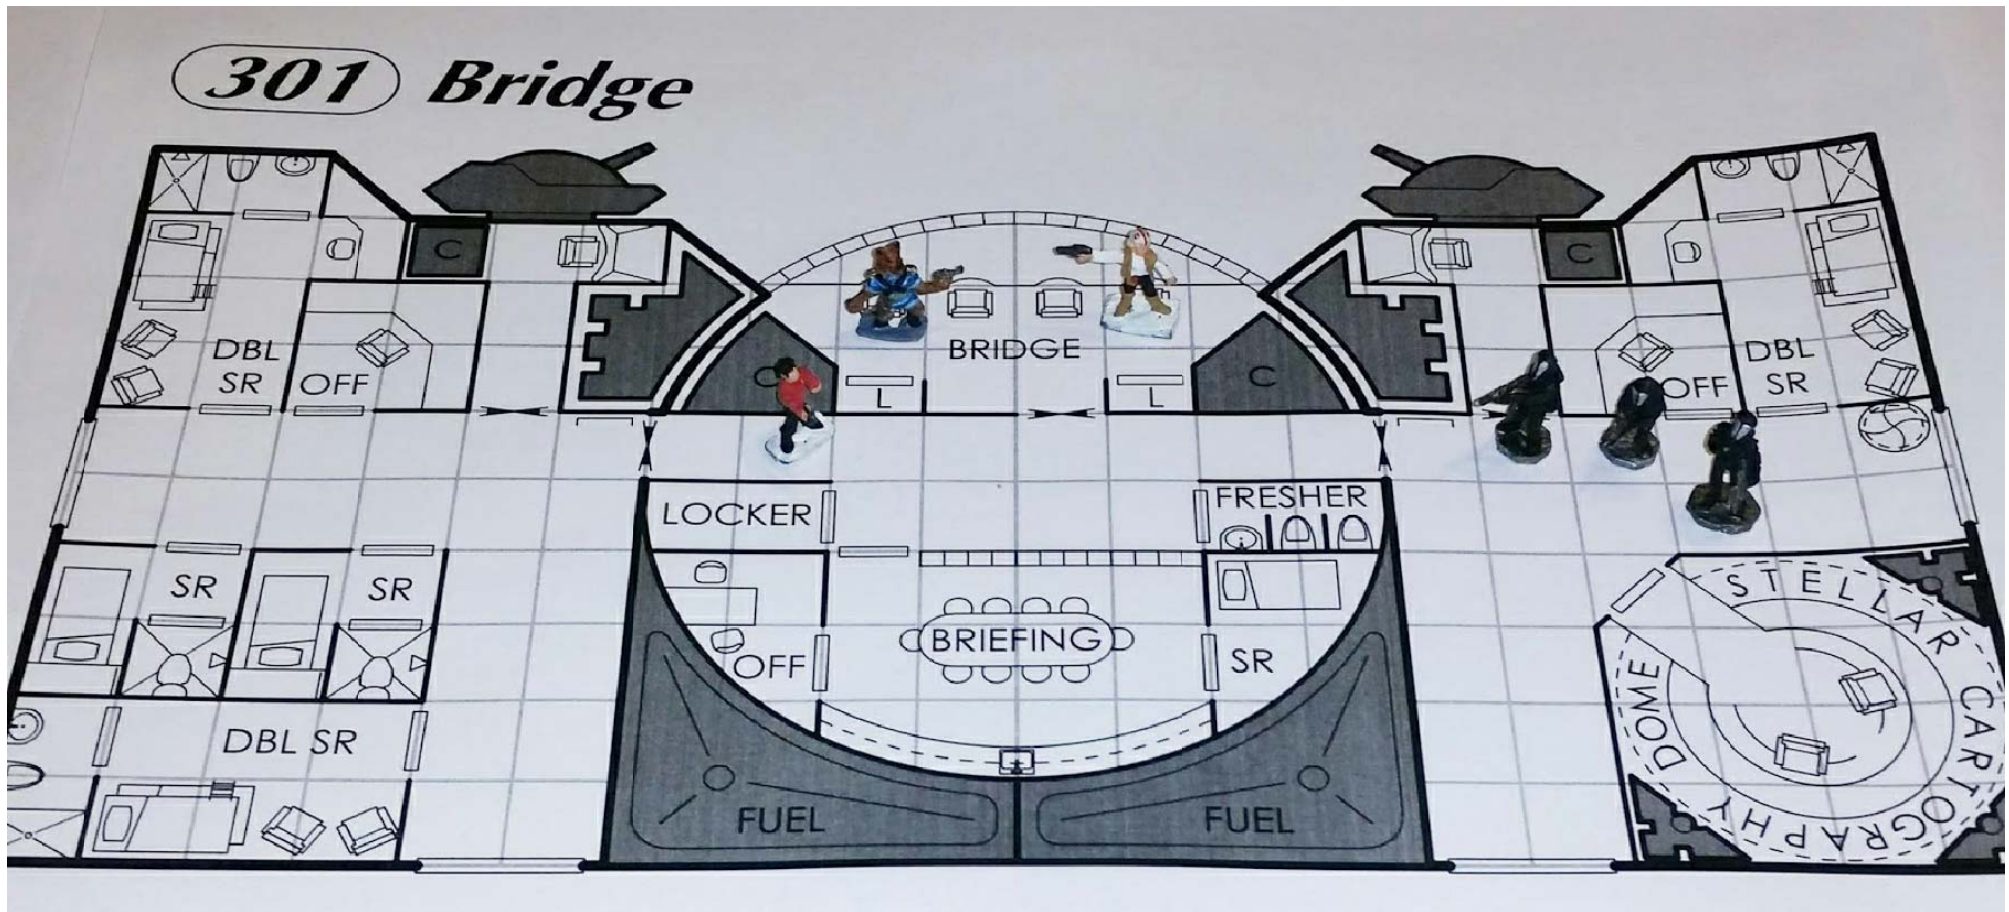 301 Bridge
C
C
DBL
SR
OFF
C
L
BRIDGE
L
C
OFF
DBL
SR
LOCKER
FRESHER
SR
SR
OFF
BRIEFING
SR
DBL SR
FUEL
FUEL
STELLAR CARTOGRAPHY DOME